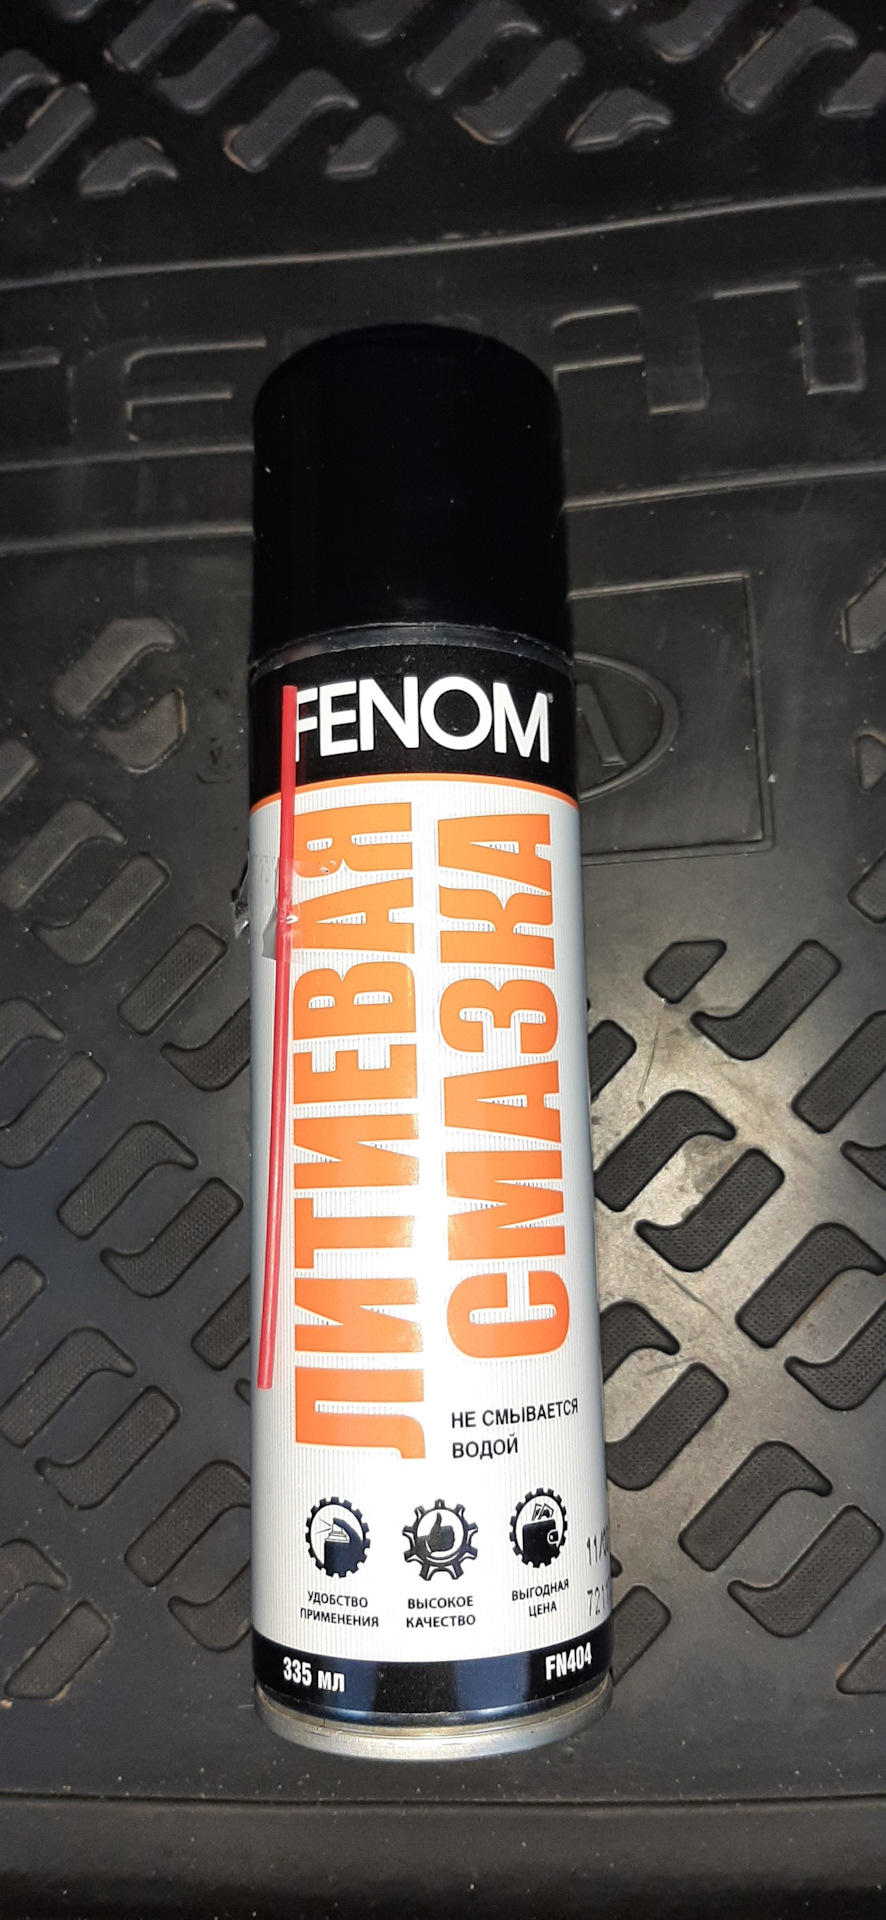 FENOM
ЛИТИЕВАЯ
СМАЗКА
НЕ СМЫВАЕТСЯ
ВОДОЙ
УДОБСТВО
ПРИМЕНЕНИЯ
ВЫСОКОЕ
КАЧЕСТВО
ВЫГОДНАЯ
ЦЕНА
335 мл
FN404